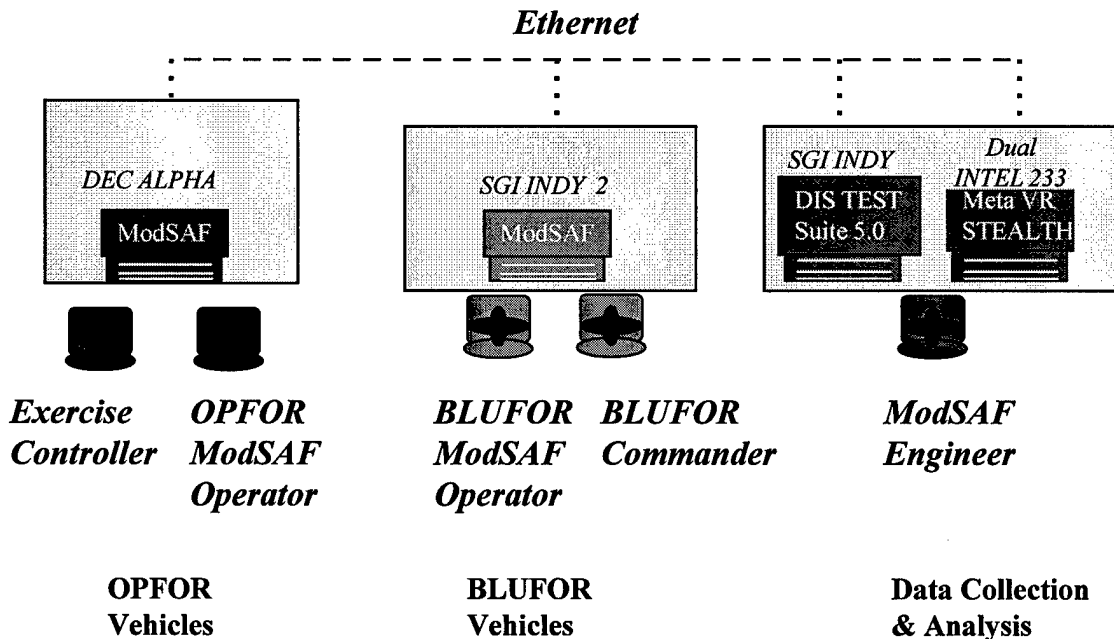 Ethernet
DEC ALPHA
ModSAF
SGI INDY 2
ModSAF
SGI INDY
DIS TEST
Suite 5.0
Dual
INTEL 233
Meta VR
STEALTH
Exercise
Controller
OPFOR
ModSAF
Operator
BLUFOR
ModSAF
Operator
BLUFOR
Commander
ModSAF
Engineer
OPFOR
Vehicles
BLUFOR
Vehicles
Data Collection
& Analysis